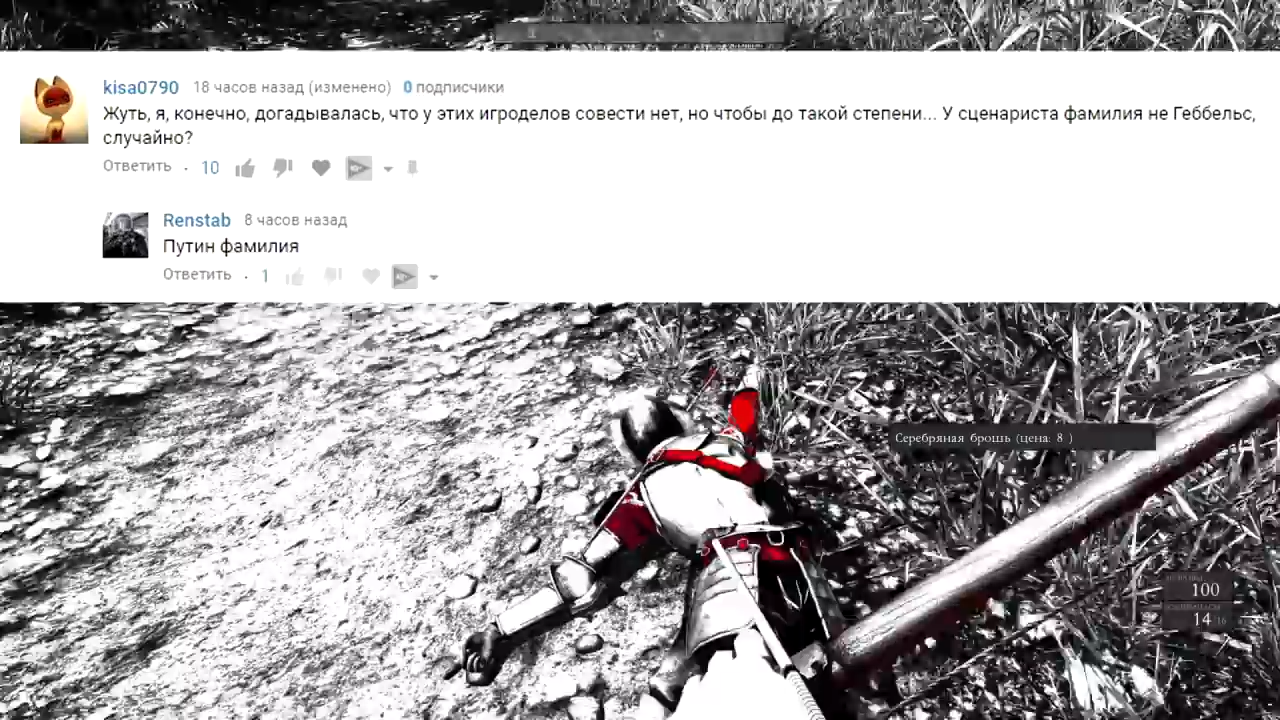 kisa0790 18 часов назад (изменено) 0 подписчики
Жуть, я, конечно, догадывалась, что у этих игроделов совести нет, но чтобы до такой степени... У сценариста фамилия не Геббельс,
случайно?
Ответить · 10
Renstab 8 часов назад
Путин фамилия
Ответить · 1
Серебряная брошь (цена: 8 )
100
14